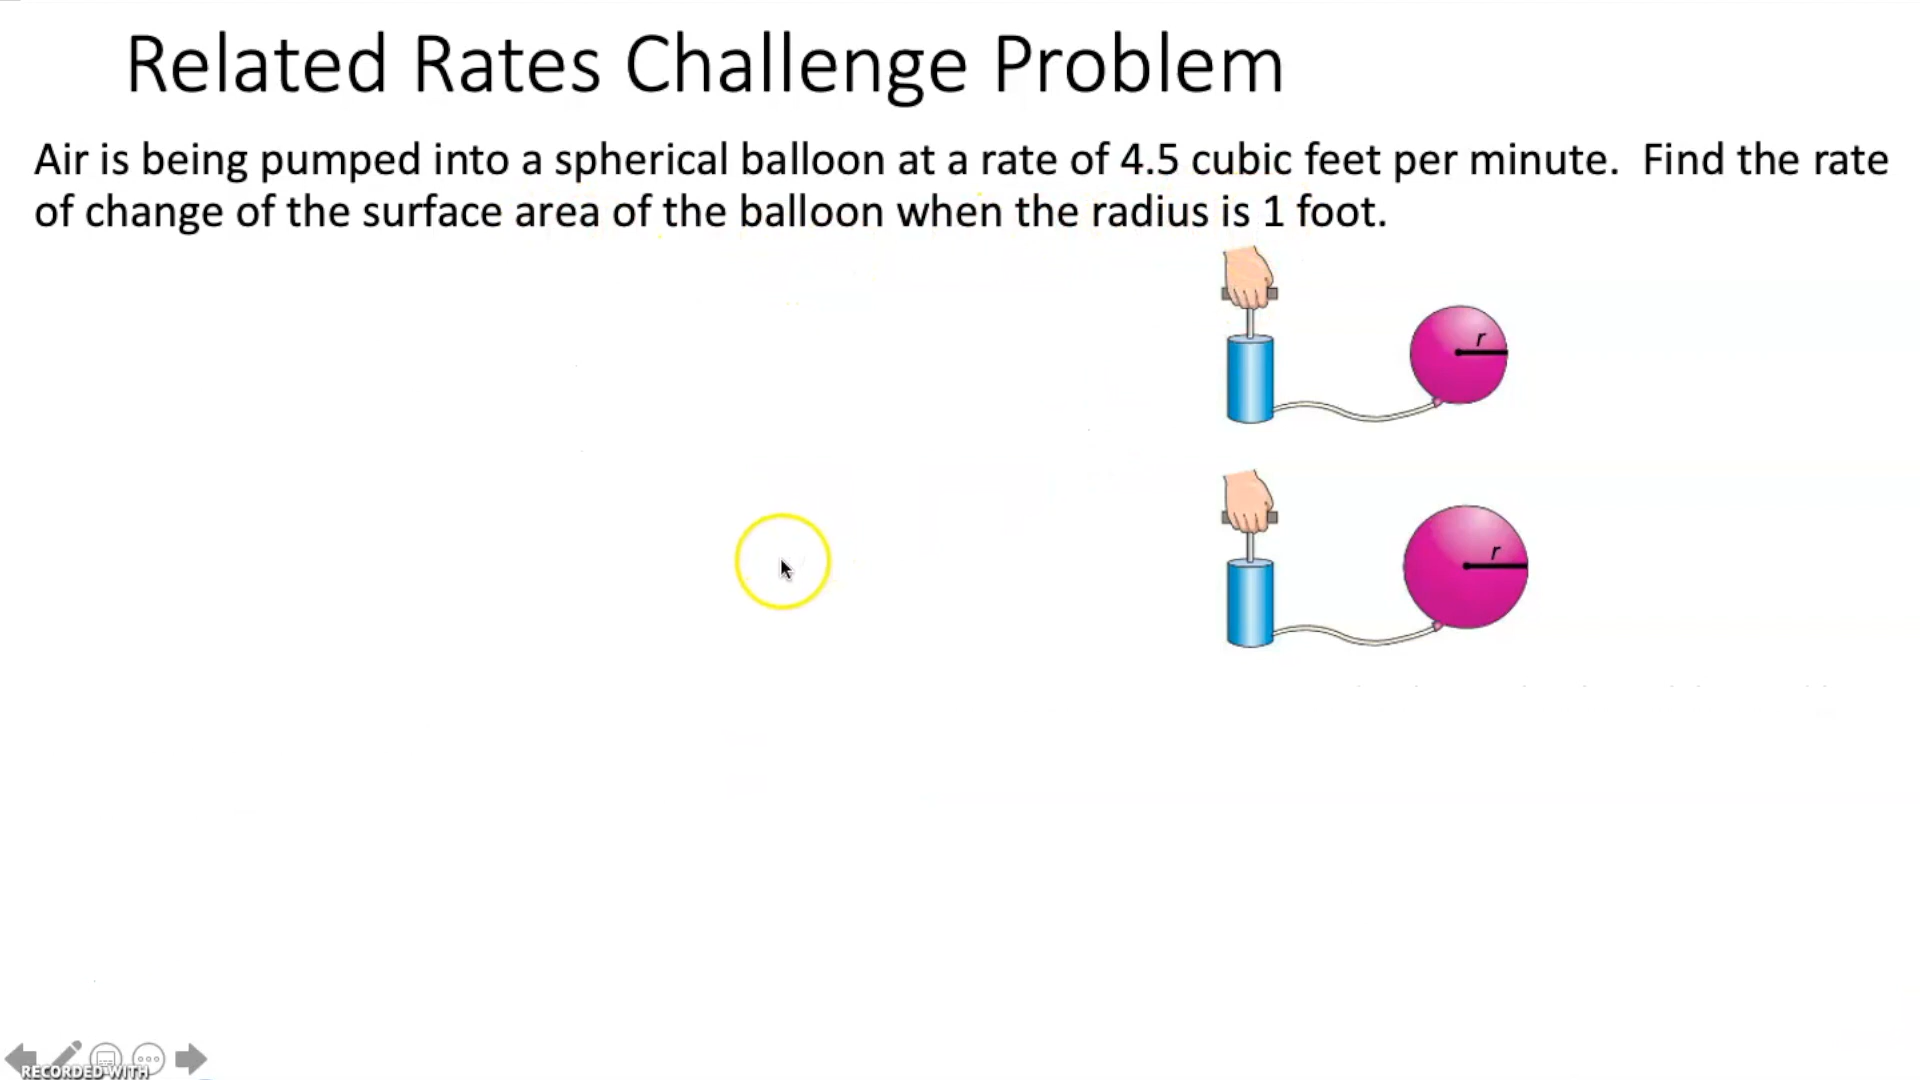 Related Rates Challenge Problem
Air is being pumped into a spherical balloon at a rate of 4.5 cubic feet per minute. Find the rate
of change of the surface area of the balloon when the radius is 1 foot.
r
r
RECORDED WITH